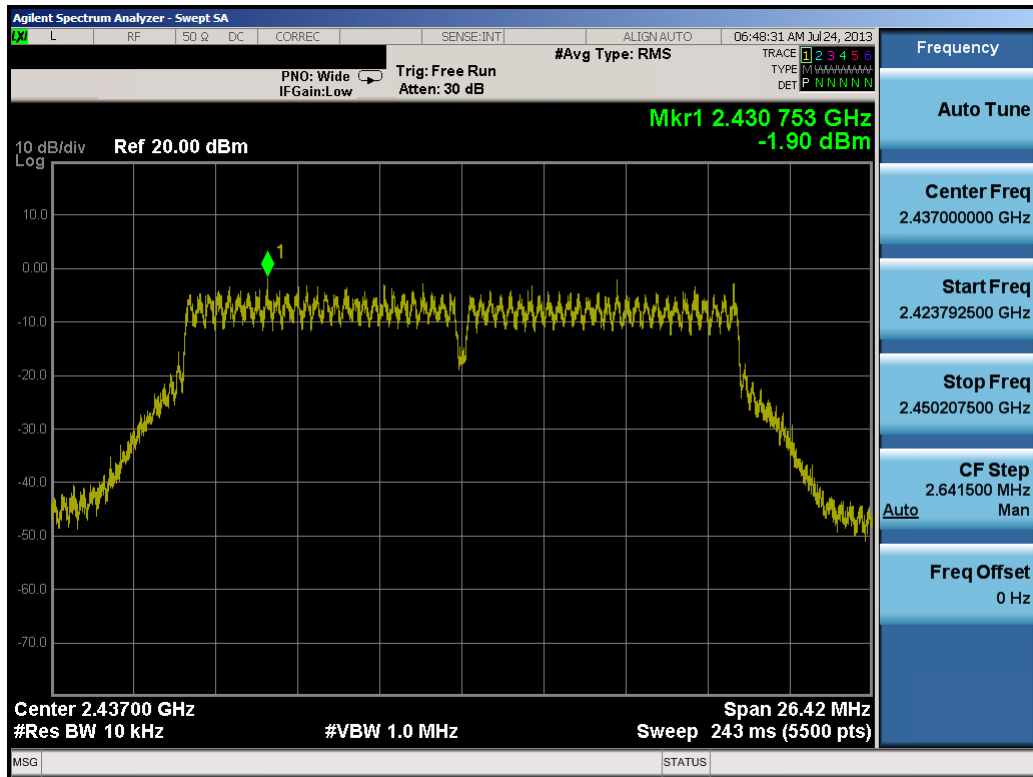 Agilent Spectrum Analyzer - Swept SA
LXI L RF 50 Ω DC CORREC SENSE:INT ALIGN AUTO 06:48:31 AM Jul 24, 2013
#Avg Type: RMS
TRACE 1 2 3 4 5 6
TYPE M W W W W W
DET P N N N N N
PNO: Wide Trig: Free Run
IFGain:Low Atten: 30 dB
Mkr1 2.430 753 GHz
-1.90 dBm
10 dB/div Ref 20.00 dBm
Log
10.0
1
0.00
-10.0
-20.0
-30.0
-40.0
-50.0
-60.0
-70.0
Center 2.43700 GHz Span 26.42 MHz
#Res BW 10 kHz #VBW 1.0 MHz Sweep 243 ms (5500 pts)
MSG STATUS
Frequency
Auto Tune
Center Freq
2.437000000 GHz
Start Freq
2.423792500 GHz
Stop Freq
2.450207500 GHz
CF Step
2.641500 MHz
Auto Man
Freq Offset
0 Hz